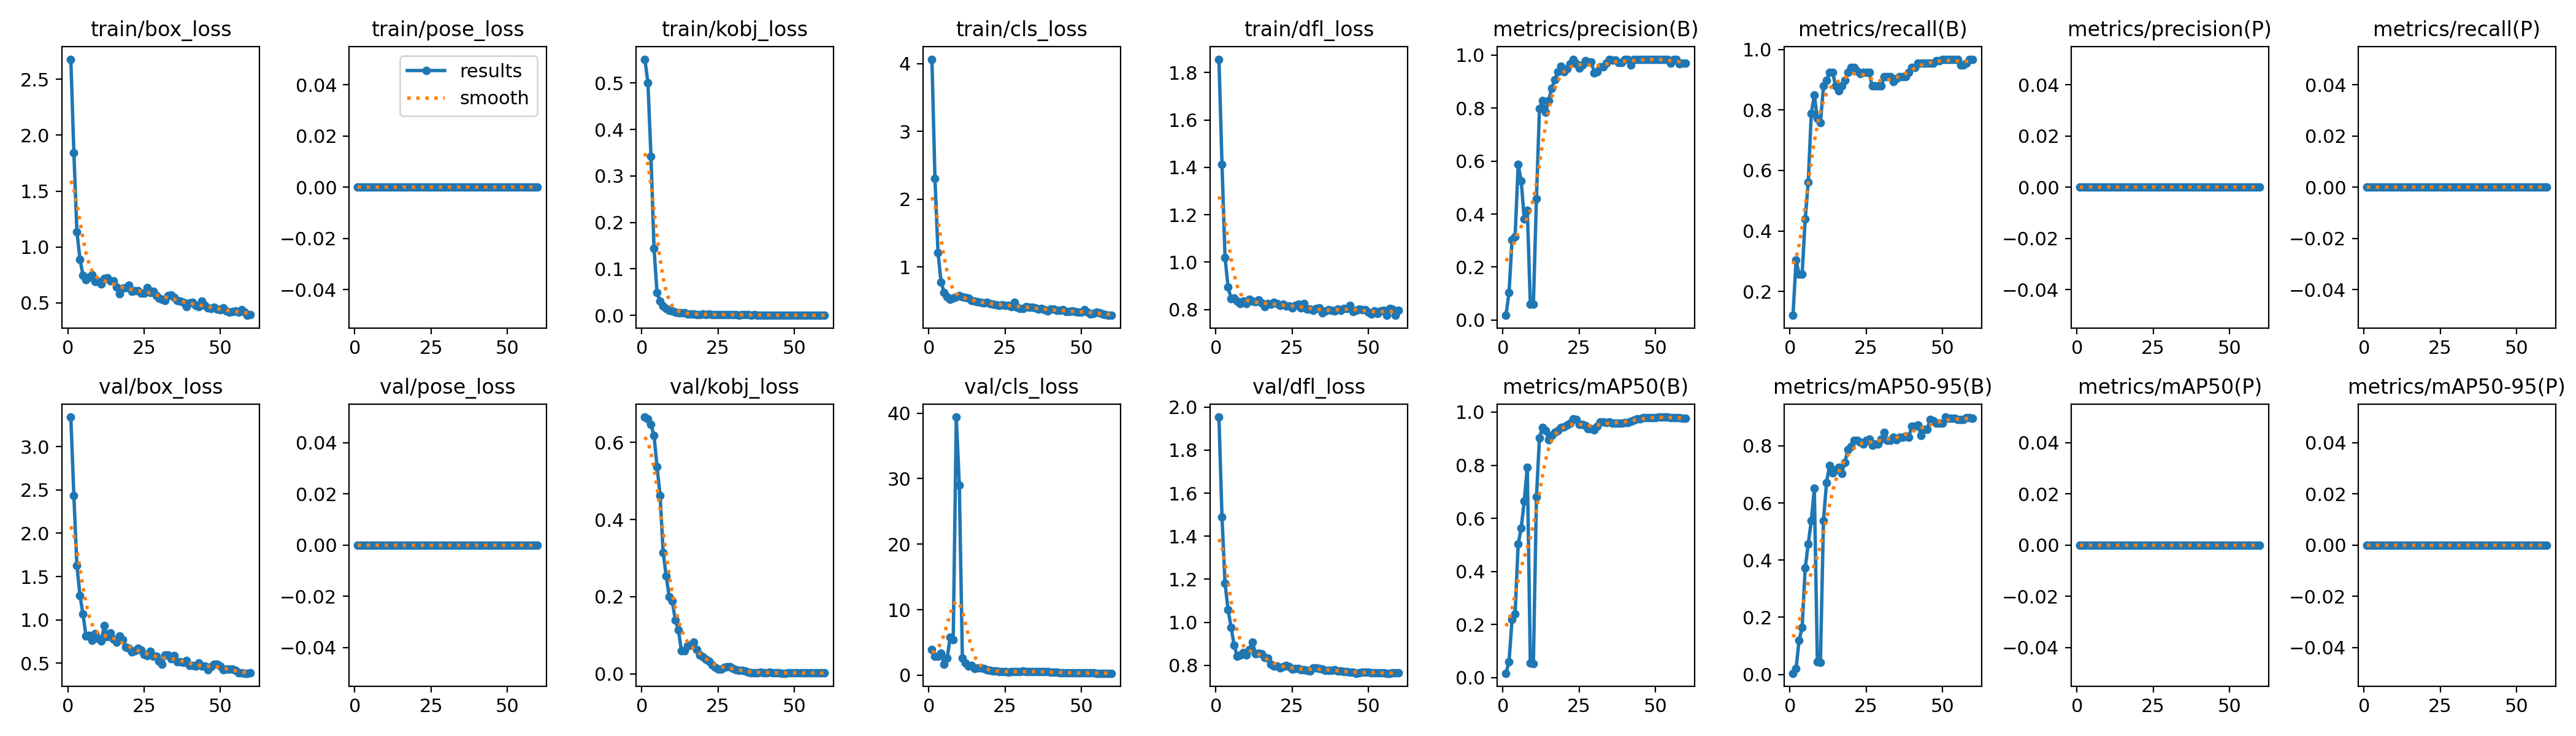 train/box_loss
2.5
2.0
1.5
1.0
0.5
0 25 50
train/pose_loss
results
smooth
0.04
0.02
0.00
−0.02
−0.04
0 25 50
train/kobj_loss
0.5
0.4
0.3
0.2
0.1
0.0
0 25 50
train/cls_loss
4
3
2
1
0 25 50
train/dfl_loss
1.8
1.6
1.4
1.2
1.0
0.8
0 25 50
metrics/precision(B)
1.0
0.8
0.6
0.4
0.2
0.0
0 25 50
metrics/recall(B)
1.0
0.8
0.6
0.4
0.2
0 25 50
metrics/precision(P)
0.04
0.02
0.00
−0.02
−0.04
0 25 50
metrics/recall(P)
0.04
0.02
0.00
−0.02
−0.04
0 25 50
val/box_loss
3.0
2.5
2.0
1.5
1.0
0.5
0 25 50
val/pose_loss
0.04
0.02
0.00
−0.02
−0.04
0 25 50
val/kobj_loss
0.6
0.4
0.2
0.0
0 25 50
val/cls_loss
40
30
20
10
0
0 25 50
val/dfl_loss
2.0
1.8
1.6
1.4
1.2
1.0
0.8
0 25 50
metrics/mAP50(B)
1.0
0.8
0.6
0.4
0.2
0.0
0 25 50
metrics/mAP50-95(B)
0.8
0.6
0.4
0.2
0.0
0 25 50
metrics/mAP50(P)
0.04
0.02
0.00
−0.02
−0.04
0 25 50
metrics/mAP50-95(P)
0.04
0.02
0.00
−0.02
−0.04
0 25 50